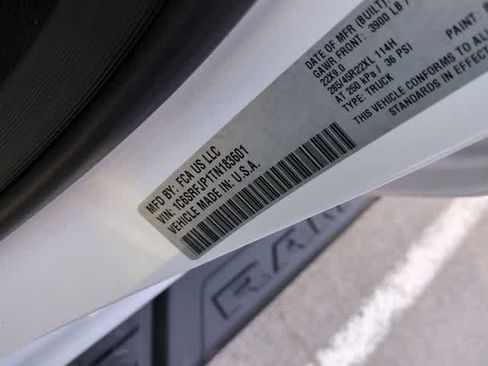 MFD BY: FCA US LLC
VIN: 1C6SRFJP1TN183601
VEHICLE MADE IN: U.S.A.
DATE OF MFR (BUILT)
GAWR FRONT: 3900 LB
22X9.0
285/45R22XL 114H
AT 250 kPa / 36 PSI
TYPE: TRUCK
THIS VEHICLE CONFORMS TO
STANDARDS IN EFFECT
PAINT:
RAM